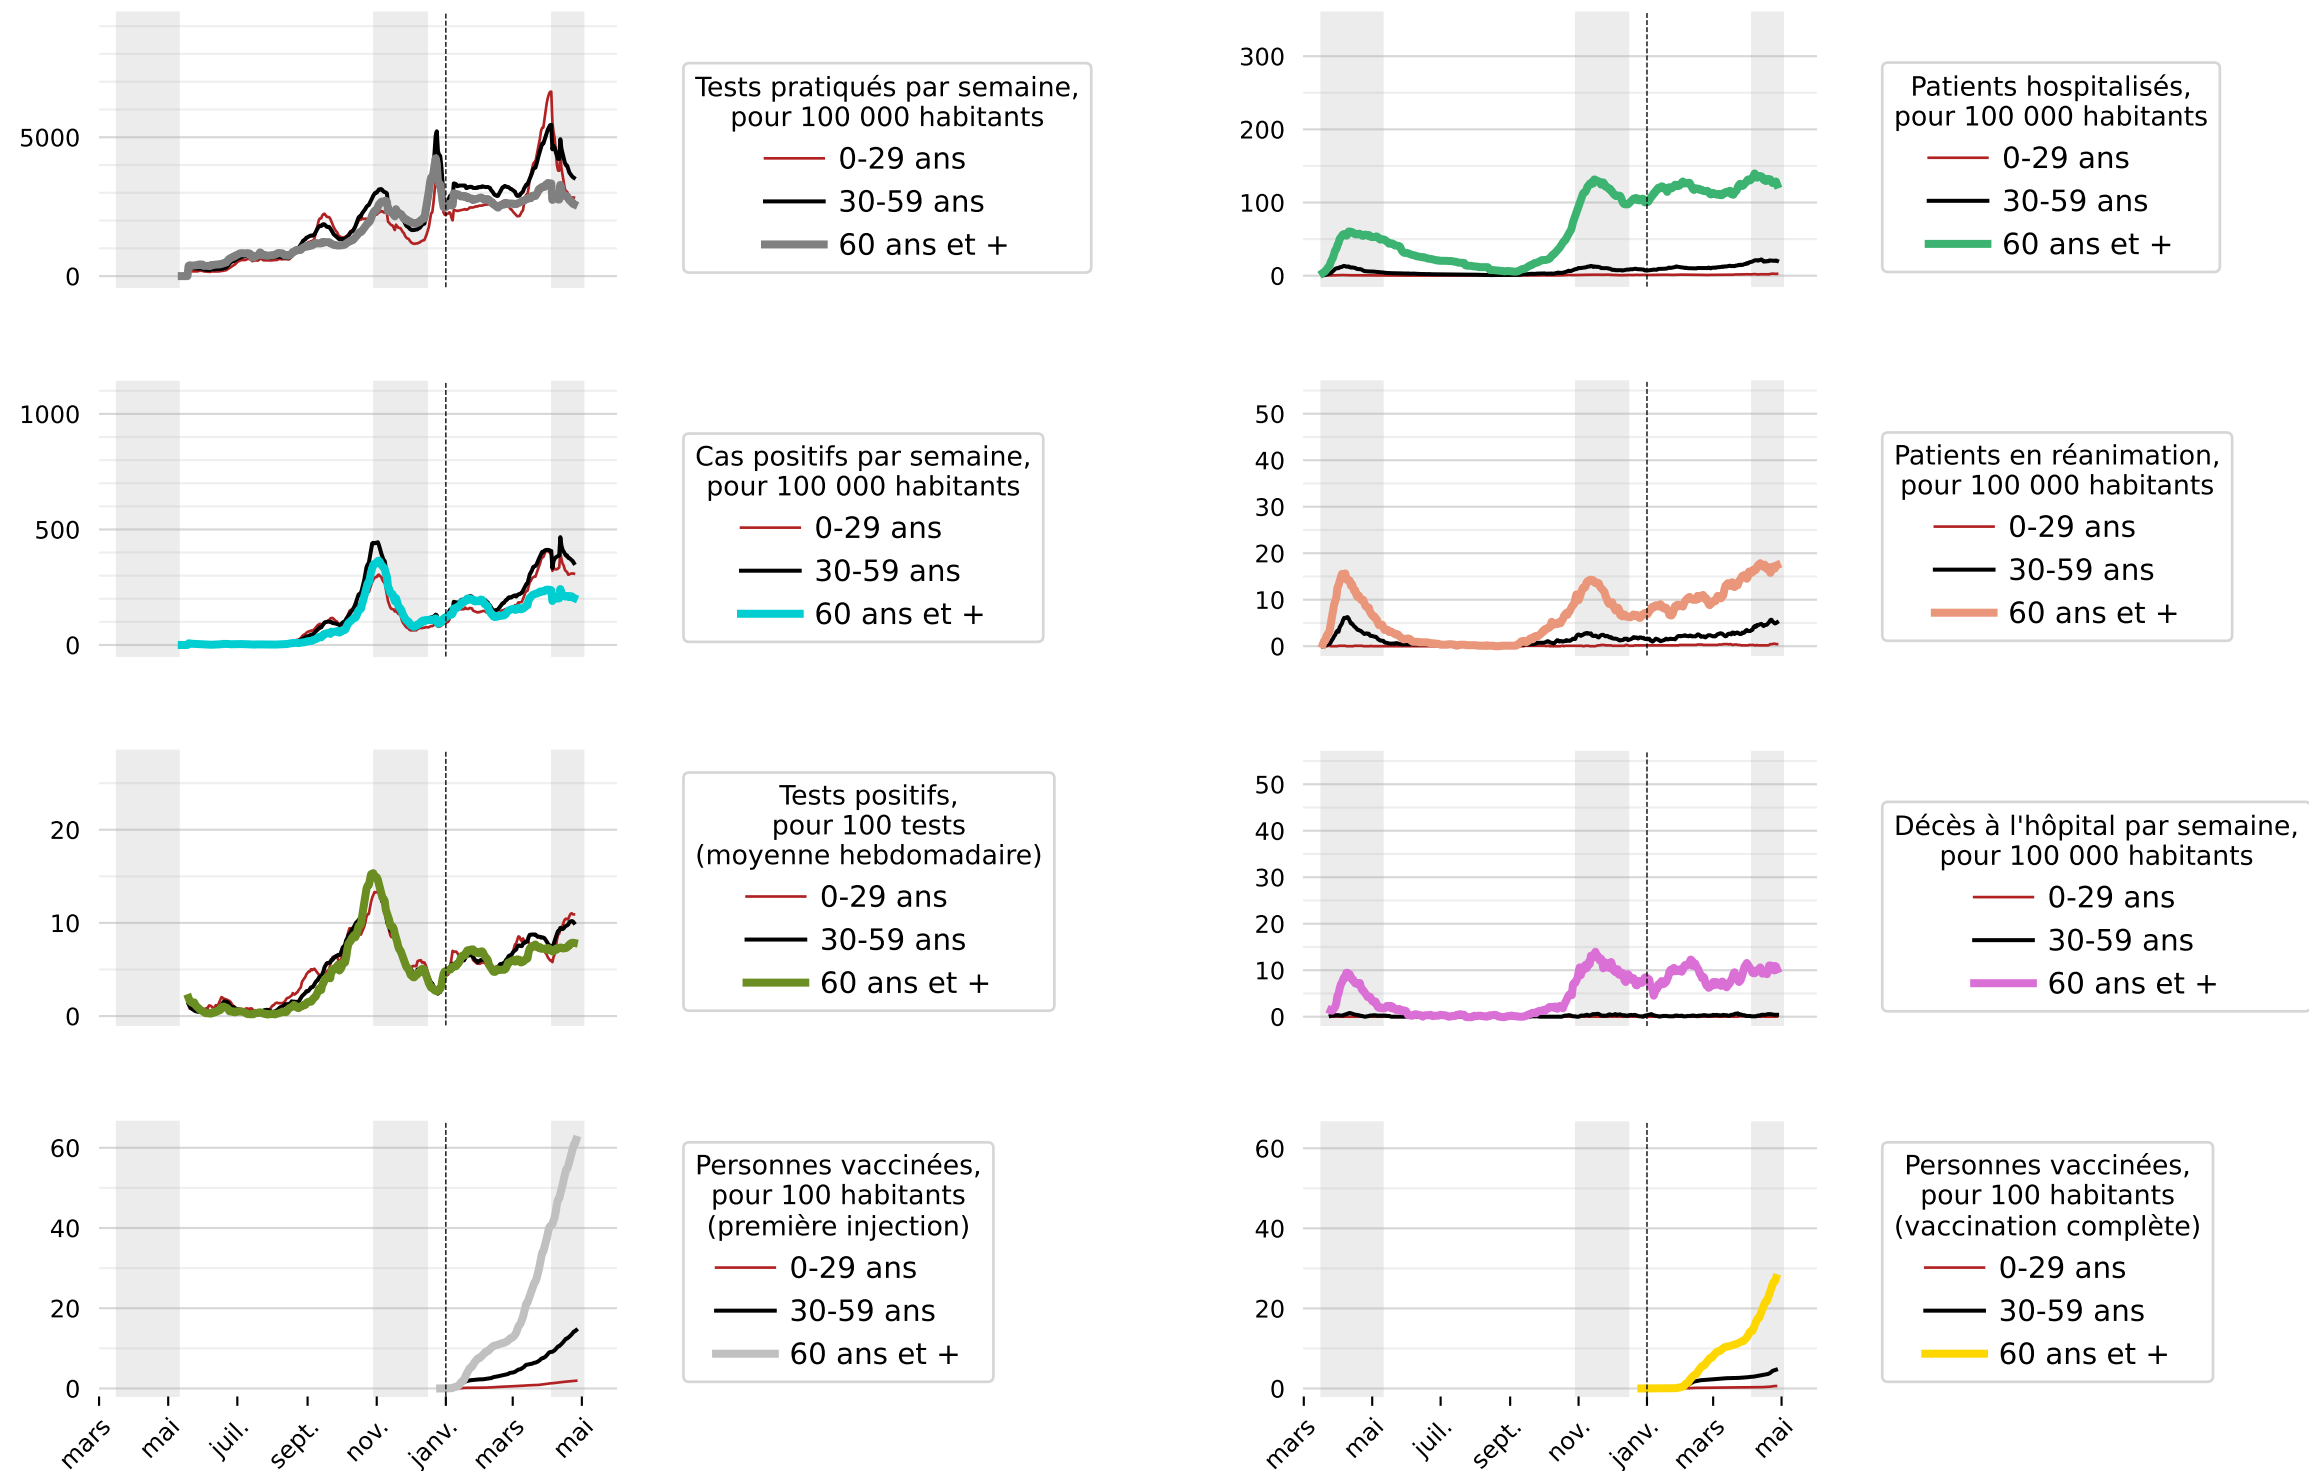 5000
0
Tests pratiqués par semaine,
pour 100 000 habitants
0-29 ans
30-59 ans
60 ans et +
300
200
100
0
Patients hospitalisés,
pour 100 000 habitants
0-29 ans
30-59 ans
60 ans et +
1000
500
0
Cas positifs par semaine,
pour 100 000 habitants
0-29 ans
30-59 ans
60 ans et +
50
40
30
20
10
0
Patients en réanimation,
pour 100 000 habitants
0-29 ans
30-59 ans
60 ans et +
20
10
0
Tests positifs,
pour 100 tests
(moyenne hebdomadaire)
0-29 ans
30-59 ans
60 ans et +
50
40
30
20
10
0
Décès à l'hôpital par semaine,
pour 100 000 habitants
0-29 ans
30-59 ans
60 ans et +
60
40
20
0
mars
mai
juil.
sept.
nov.
janv.
mars
mai
Personnes vaccinées,
pour 100 habitants
(première injection)
0-29 ans
30-59 ans
60 ans et +
60
40
20
0
mars
mai
juil.
sept.
nov.
janv.
mars
mai
Personnes vaccinées,
pour 100 habitants
(vaccination complète)
0-29 ans
30-59 ans
60 ans et +